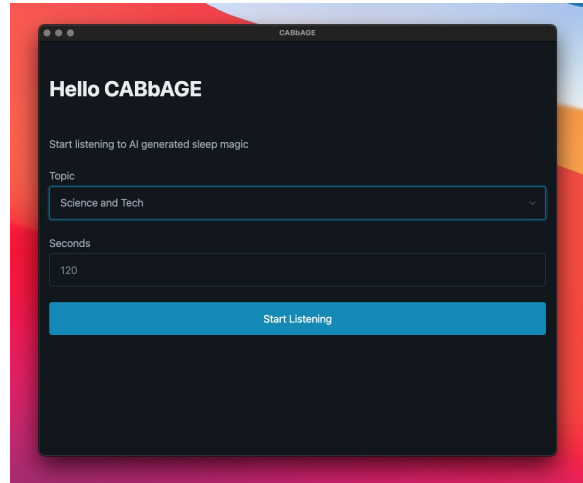 CABbAGE
Hello CABbAGE
Start listening to AI generated sleep magic
Topic
Science and Tech
Seconds
120
Start Listening